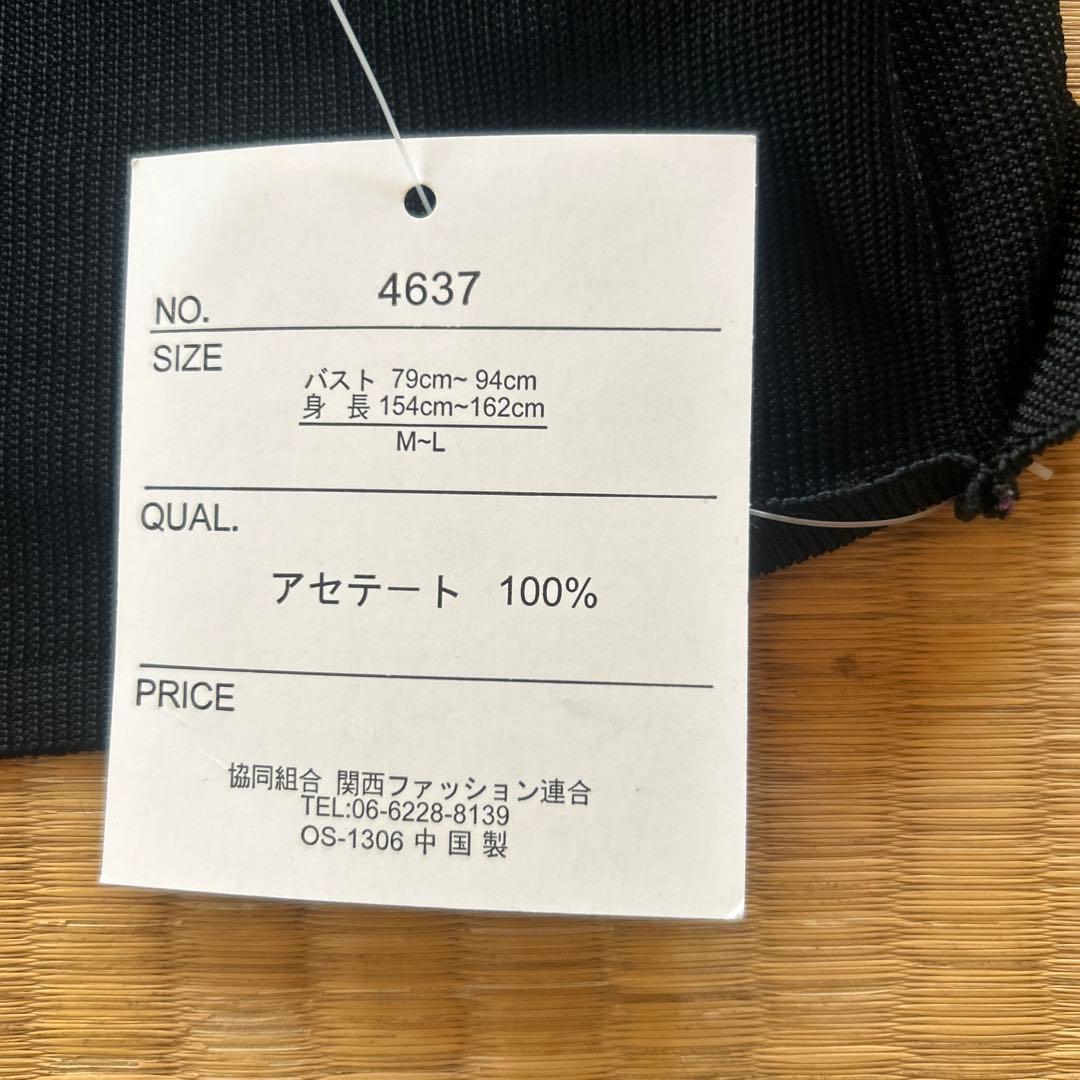 NO. 4637
SIZE
バスト 79cm~ 94cm
身 長 154cm~162cm
M~L
QUAL.
アセテート 100%
PRICE
協同組合 関西ファッション連合
TEL:06-6228-8139
OS-1306 中 国 製